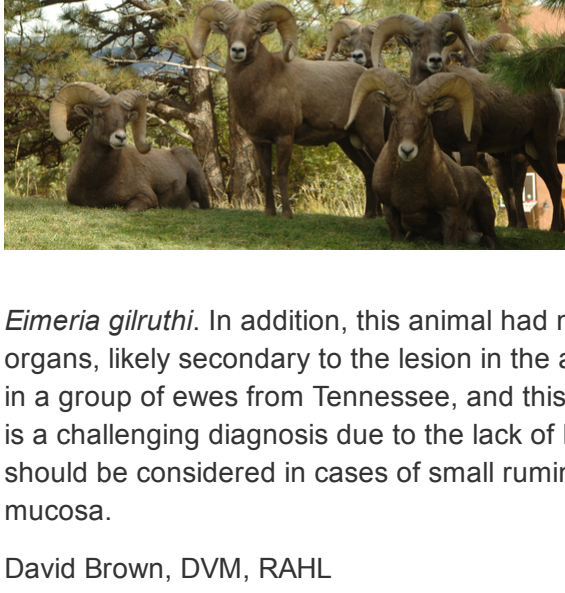 Eimeria gilruthi. In addition, this animal had
organs, likely secondary to the lesion in the
in a group of ewes from Tennessee, and this
is a challenging diagnosis due to the lack of
should be considered in cases of small
mucosa.
David Brown, DVM, RAHL